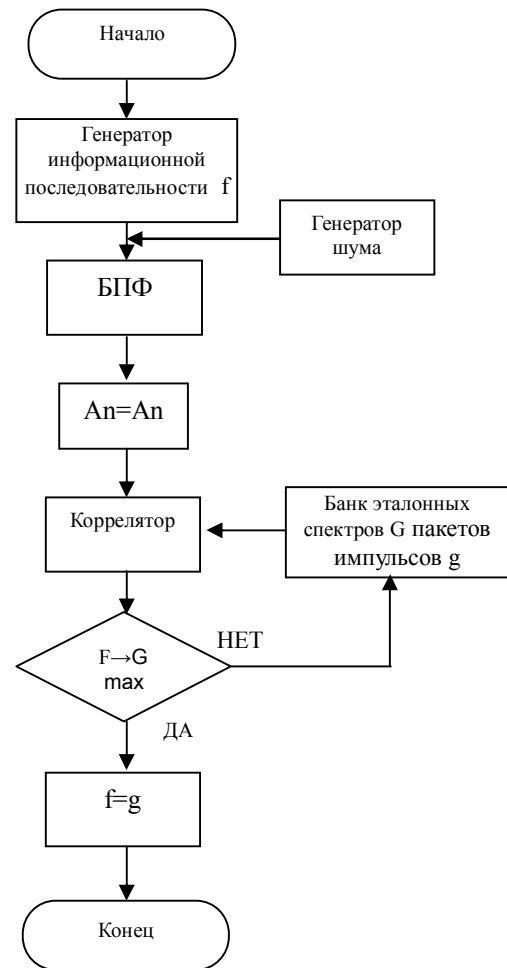 Начало
Генератор
информационной
последовательности f
Генератор
шума
БПФ
An=An
Коррелятор
Банк эталонных
спектров G пакетов
импульсов g
НЕТ
F→G
max
ДА
f=g
Конец